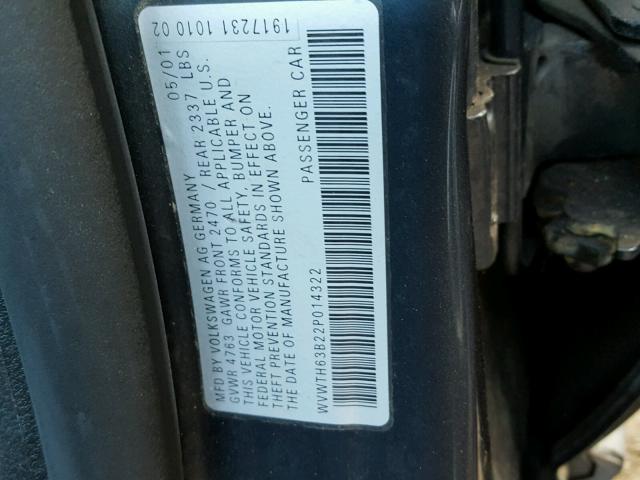 1917231 1010 02
MFD BY VOLKSWAGEN AG GERMANY 05/01
GVWR 4763 GAWR FRONT 2470 / REAR 2337 LBS
THIS VEHICLE CONFORMS TO ALL APPLICABLE U.S.
FEDERAL MOTOR VEHICLE SAFETY, BUMPER AND
THEFT PREVENTION STANDARDS IN EFFECT ON
THE DATE OF MANUFACTURE SHOWN ABOVE.
WVWTH63B22P014322 PASSENGER CAR